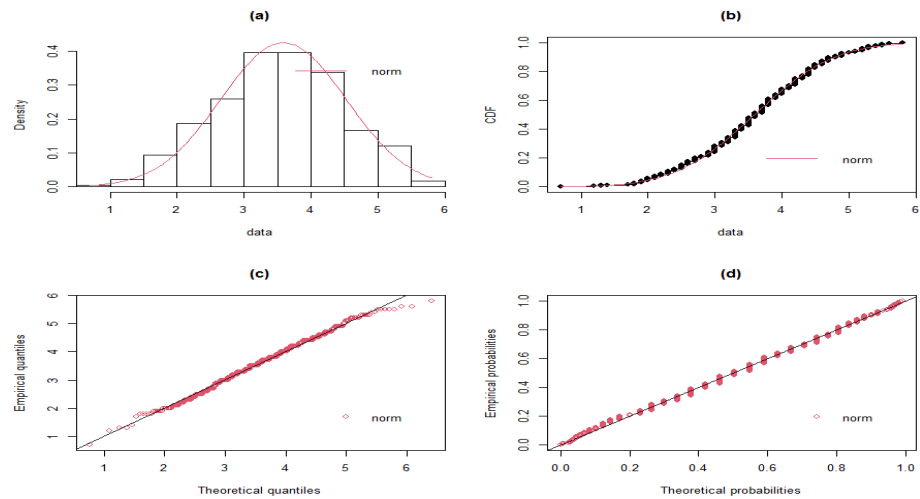 (a)
Density
0.0 0.1 0.2 0.3 0.4
norm
1 2 3 4 5 6
data
(b)
CDF
0.0 0.2 0.4 0.6 0.8 1.0
norm
1 2 3 4 5 6
data
(c)
Empirical quantiles
1 2 3 4 5 6
norm
1 2 3 4 5 6
Theoretical quantiles
(d)
Empirical probabilities
0.0 0.2 0.4 0.6 0.8 1.0
norm
0.0 0.2 0.4 0.6 0.8 1.0
Theoretical probabilities